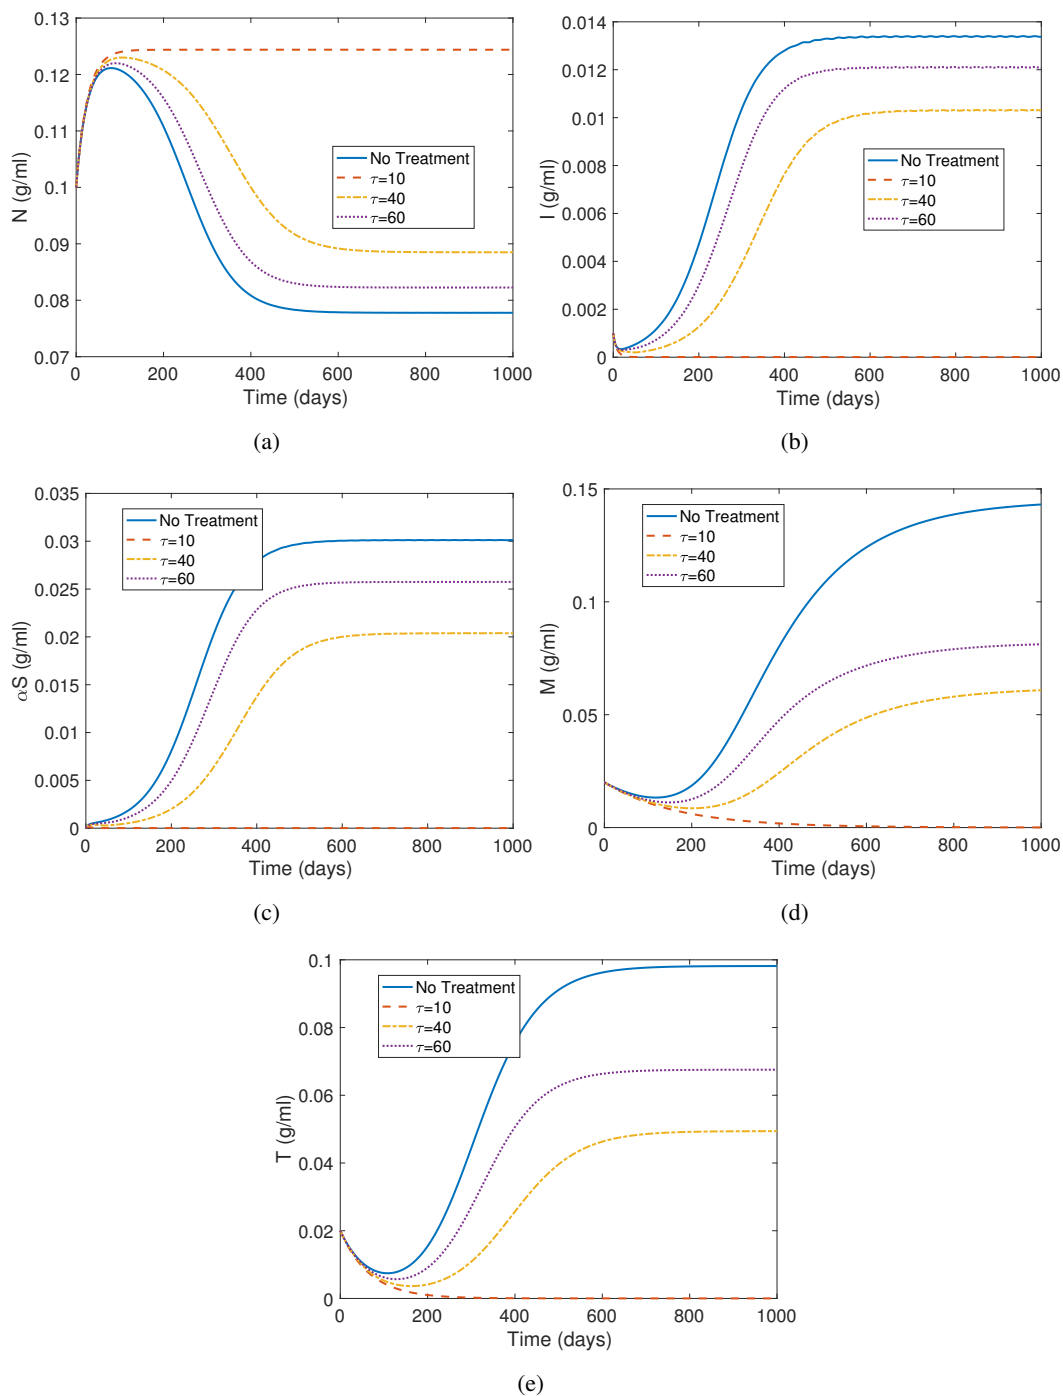 0.13
0.12
0.11
0.1
0.09
0.08
0.07
N (g/ml)
No Treatment
τ=10
τ=40
τ=60
0 200 400 600 800 1000
Time (days)
(a)
0.014
0.012
0.01
0.008
0.006
0.004
0.002
0
I (g/ml)
No Treatment
τ=10
τ=40
τ=60
0 200 400 600 800 1000
Time (days)
(b)
0.035
0.03
0.025
0.02
0.015
0.01
0.005
0
αS (g/ml)
No Treatment
τ=10
τ=40
τ=60
0 200 400 600 800 1000
Time (days)
(c)
0.15
0.1
0.05
0
M (g/ml)
No Treatment
τ=10
τ=40
τ=60
0 200 400 600 800 1000
Time (days)
(d)
0.1
0.08
0.06
0.04
0.02
0
T (g/ml)
No Treatment
τ=10
τ=40
τ=60
0 200 400 600 800 1000
Time (days)
(e)